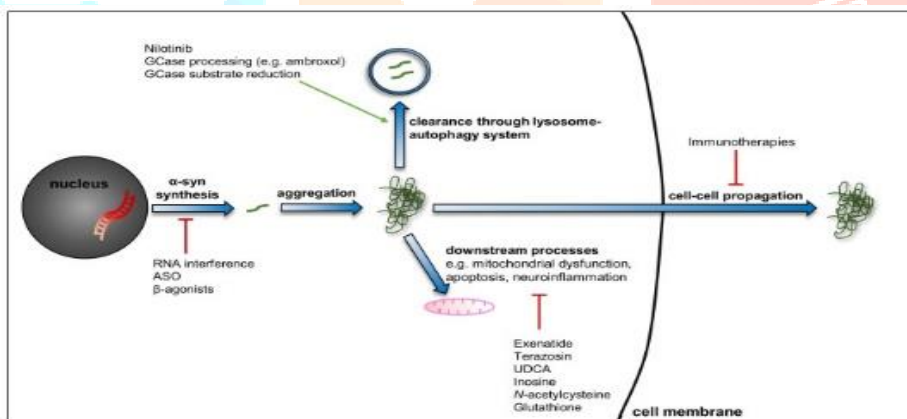 Nilotinib
GCase processing (e.g. ambroxol)
GCase substrate reduction
clearance through lysosome-
autophagy system
Immunotherapies
nucleus
α-syn
synthesis
aggregation
cell-cell propagation
downstream processes
e.g. mitochondrial dysfunction,
apoptosis, neuroinflammation
RNA interference
ASO
β-agonists
Exenatide
Terazosin
UDCA
Inosine
N-acetylcysteine
Glutathione
cell membrane